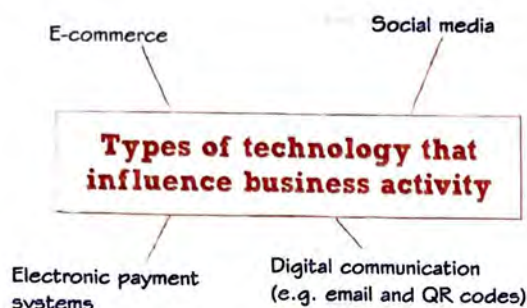 E-commerce
Social media
Types of technology that
influence business activity
Electronic payment
systems
Digital communication
(e.g. email and QR codes)